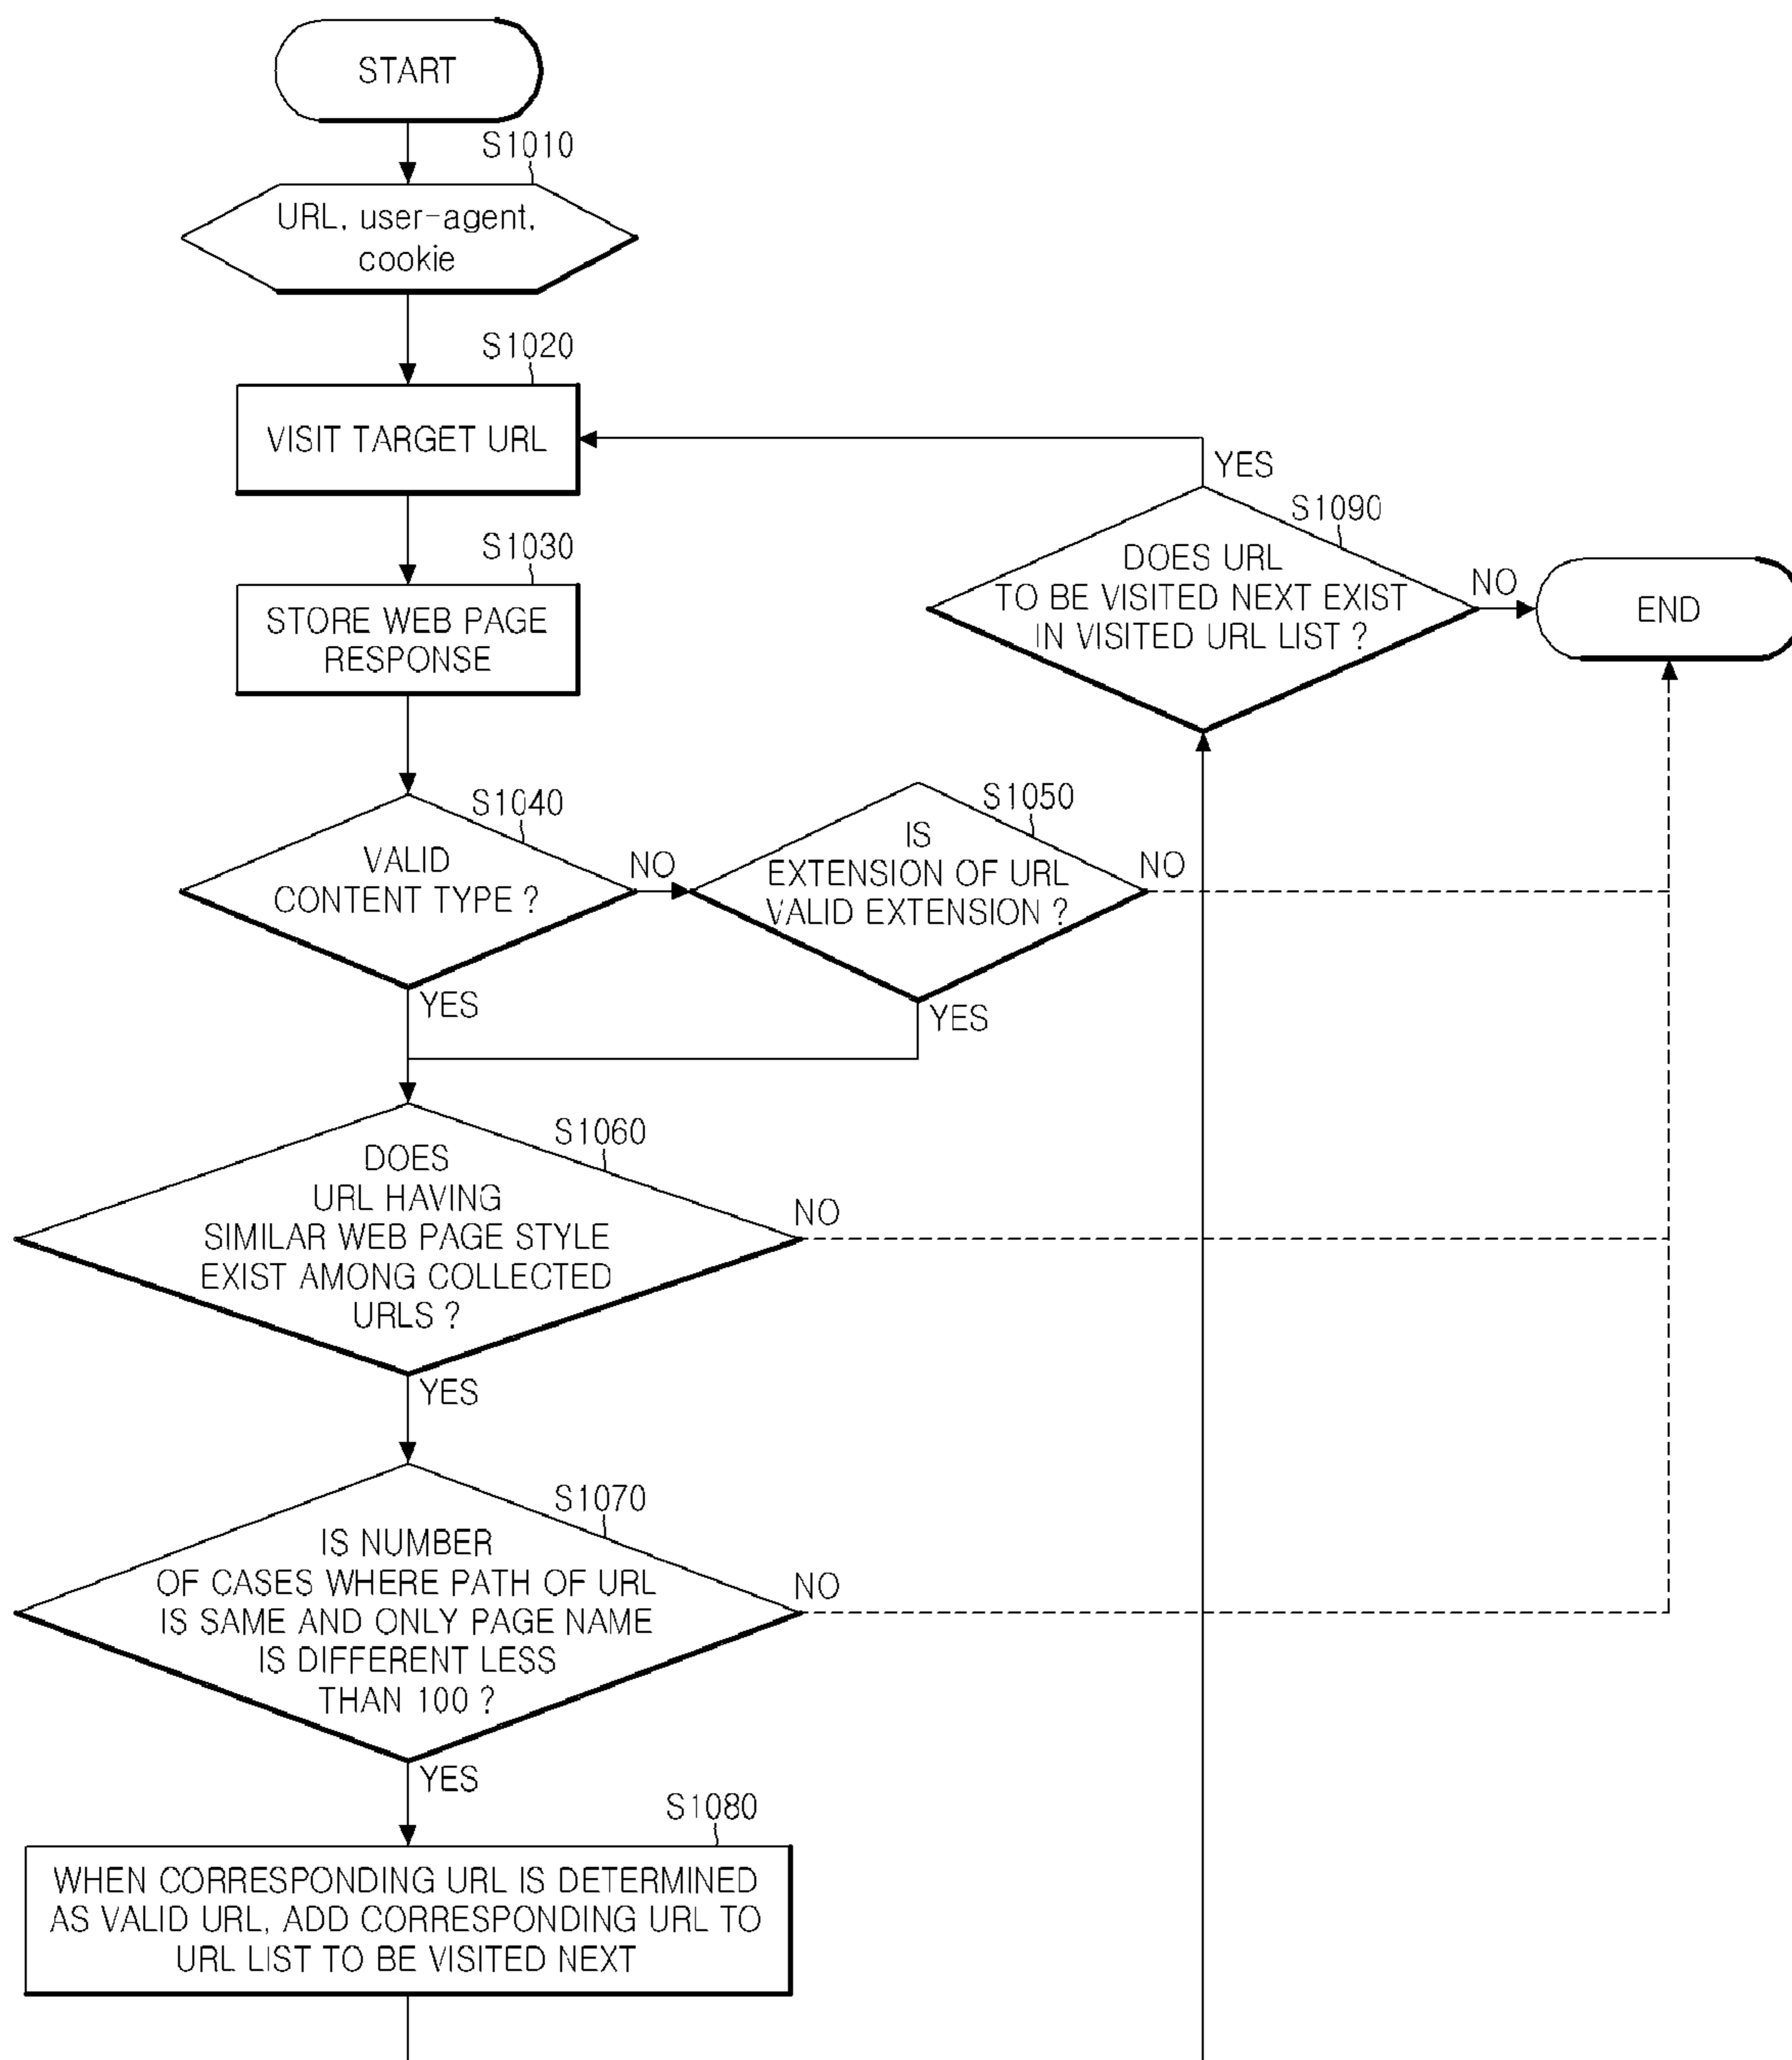 START
S1010
URL, user-agent,
cookie
S1020
VISIT TARGET URL
S1030
STORE WEB PAGE
RESPONSE
S1040
VALID
CONTENT TYPE ?
NO
YES
S1050
IS
EXTENSION OF URL
VALID EXTENSION ?
NO
YES
S1060
DOES
URL HAVING
SIMILAR WEB PAGE STYLE
EXIST AMONG COLLECTED
URLS ?
NO
YES
S1070
IS NUMBER
OF CASES WHERE PATH OF URL
IS SAME AND ONLY PAGE NAME
IS DIFFERENT LESS
THAN 100 ?
NO
YES
S1080
WHEN CORRESPONDING URL IS DETERMINED
AS VALID URL, ADD CORRESPONDING URL TO
URL LIST TO BE VISITED NEXT
YES
S1090
DOES URL
TO BE VISITED NEXT EXIST
IN VISITED URL LIST ?
NO
END